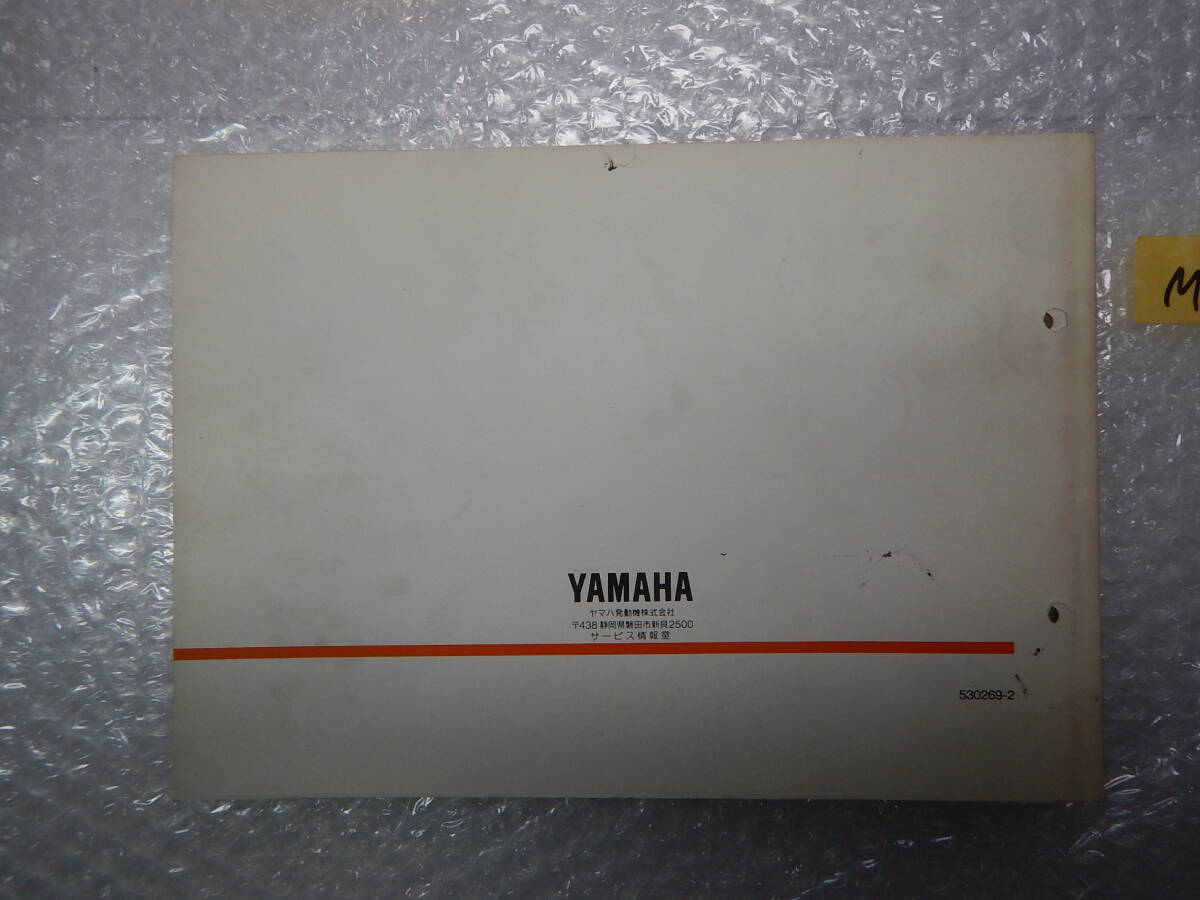 YAMAHA
ヤマハ発動機株式会社
〒438 静岡県磐田市新貝2500
サービス情報室
530269-2
M